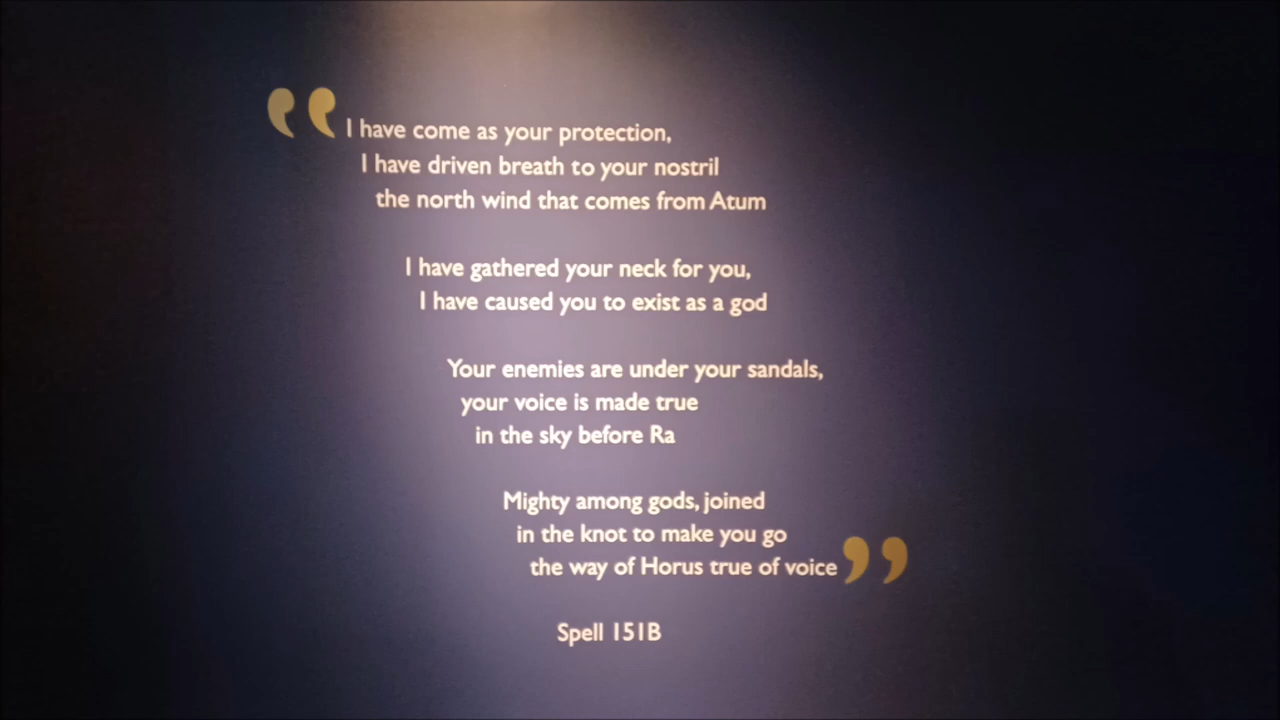 “I have come as your protection,
I have driven breath to your nostril
the north wind that comes from Atum
I have gathered your neck for you,
I have caused you to exist as a god
Your enemies are under your sandals,
your voice is made true
in the sky before Ra
Mighty among gods, joined
in the knot to make you go
the way of Horus true of voice”
Spell 151B